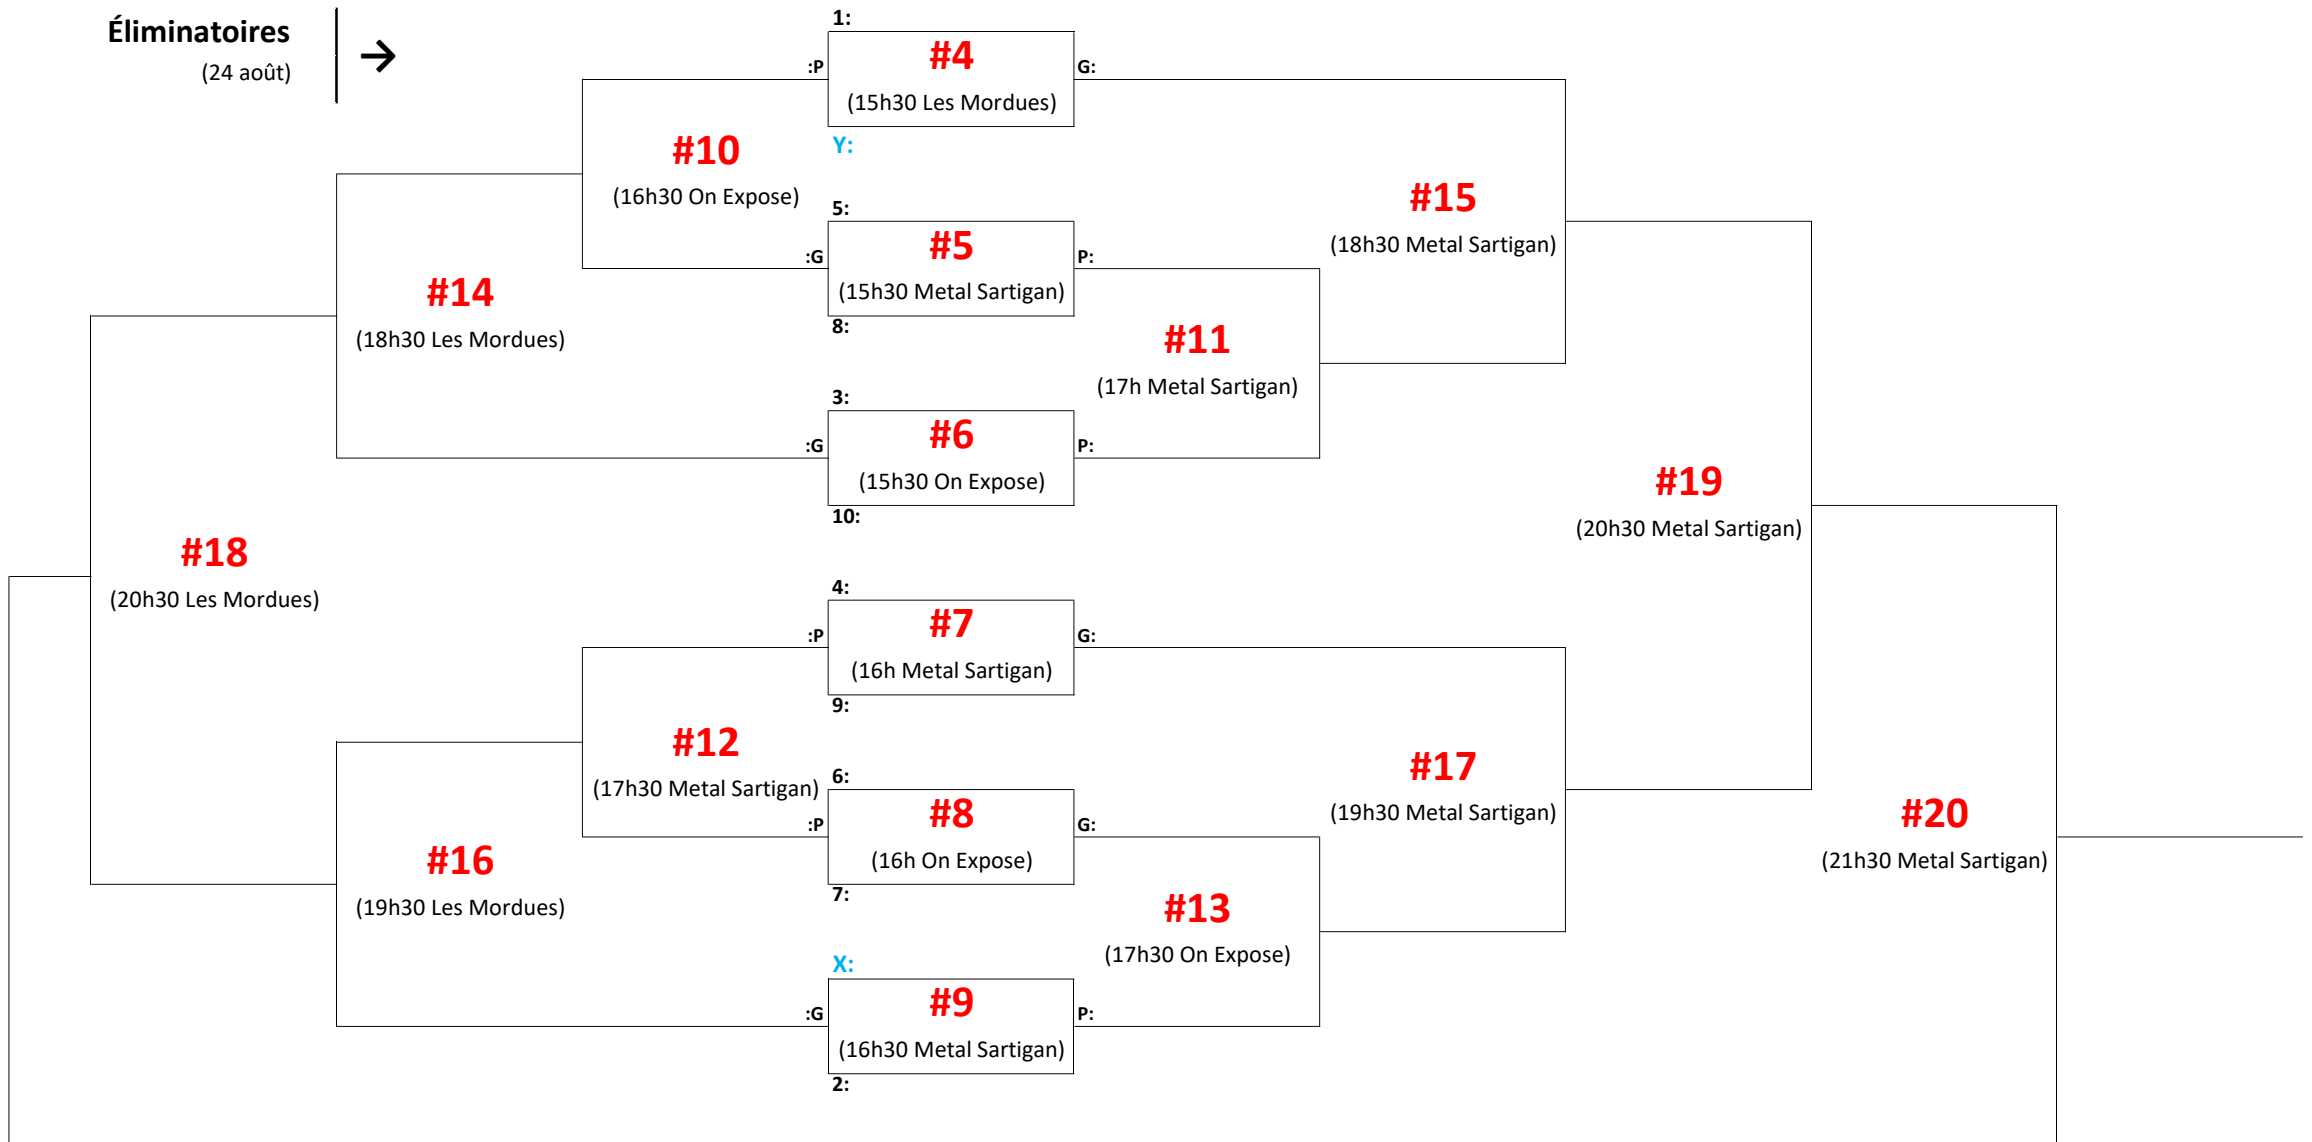 Éliminatoires
(24 août)
→
1:
:P
#4
G:
(15h30 Les Mordues)
Y:
#10
(16h30 On Expose)
#15
(18h30 Metal Sartigan)
5:
:G
#5
P:
(15h30 Metal Sartigan)
8:
#14
(18h30 Les Mordues)
#11
(17h Metal Sartigan)
3:
:G
#6
P:
(15h30 On Expose)
10:
#19
(20h30 Metal Sartigan)
#18
(20h30 Les Mordues)
4:
:P
#7
G:
(16h Metal Sartigan)
9:
#12
(17h30 Metal Sartigan)
#17
(19h30 Metal Sartigan)
6:
:P
#8
G:
(16h On Expose)
7:
#20
(21h30 Metal Sartigan)
#16
(19h30 Les Mordues)
#13
(17h30 On Expose)
X:
:G
#9
P:
(16h30 Metal Sartigan)
2: